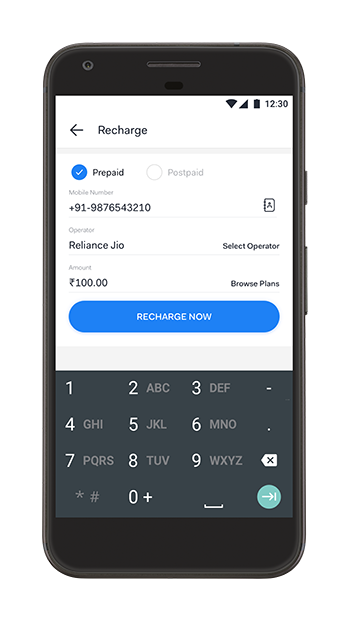 12:30
Recharge
Prepaid Postpaid
Mobile Number
+91-9876543210
Operator
Reliance Jio Select Operator
Amount
₹100.00 Browse Plans
RECHARGE NOW
1 2 ABC 3 DEF -
4 GHI 5 JKL 6 MNO .
7 PQRS 8 TUV 9 WXYZ
* # 0 +